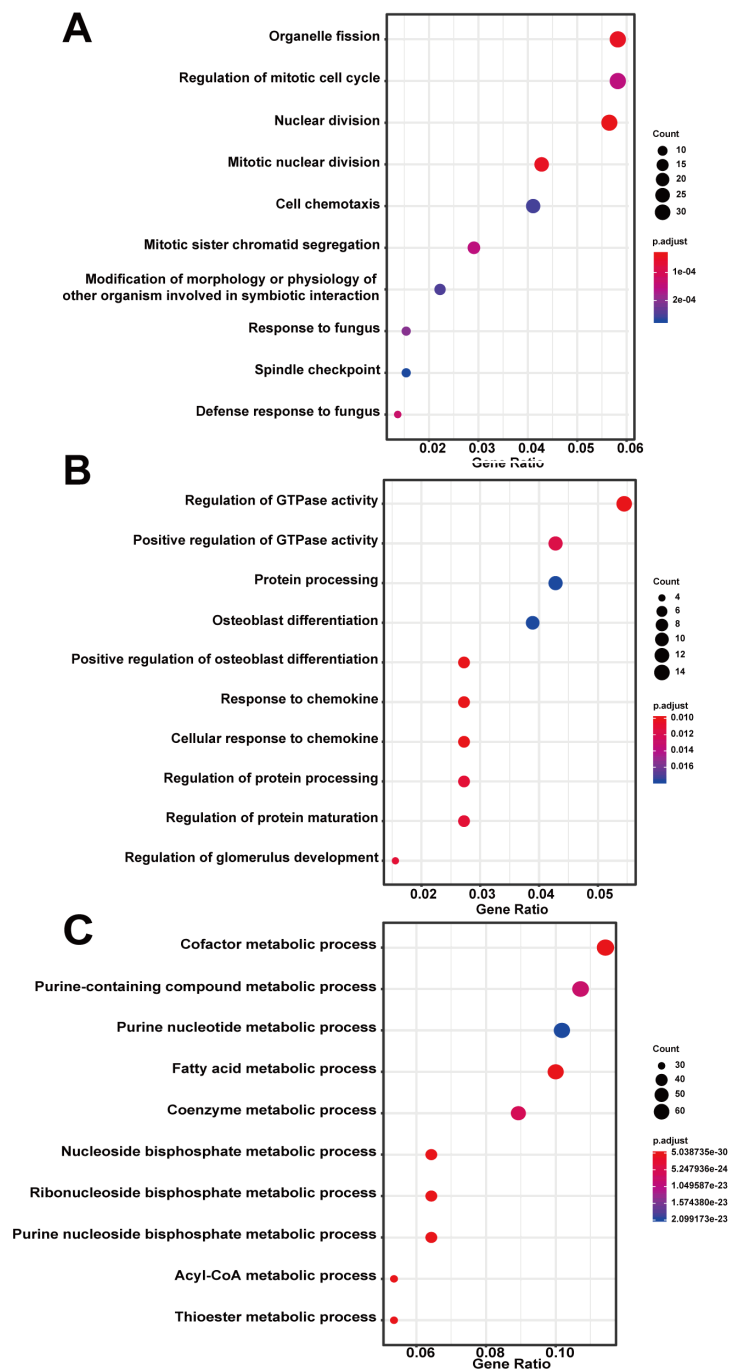 A
Organelle fission
Regulation of mitotic cell cycle
Nuclear division
Mitotic nuclear division
Cell chemotaxis
Mitotic sister chromatid segregation
Modification of morphology or physiology of
other organism involved in symbiotic interaction
Response to fungus
Spindle checkpoint
Defense response to fungus
0.02 0.03 0.04 0.05 0.06
Gene Ratio
Count
10
15
20
25
30
p.adjust
1e-04
2e-04
B
Regulation of GTPase activity
Positive regulation of GTPase activity
Protein processing
Osteoblast differentiation
Positive regulation of osteoblast differentiation
Response to chemokine
Cellular response to chemokine
Regulation of protein processing
Regulation of protein maturation
Regulation of glomerulus development
0.02 0.03 0.04 0.05
Gene Ratio
Count
4
6
8
10
12
14
p.adjust
0.010
0.012
0.014
0.016
C
Cofactor metabolic process
Purine-containing compound metabolic process
Purine nucleotide metabolic process
Fatty acid metabolic process
Coenzyme metabolic process
Nucleoside bisphosphate metabolic process
Ribonucleoside bisphosphate metabolic process
Purine nucleoside bisphosphate metabolic process
Acyl-CoA metabolic process
Thioester metabolic process
0.06 0.08 0.10
Gene Ratio
Count
30
40
50
60
p.adjust
5.038735e-30
5.247936e-24
1.049587e-23
1.574380e-23
2.099173e-23